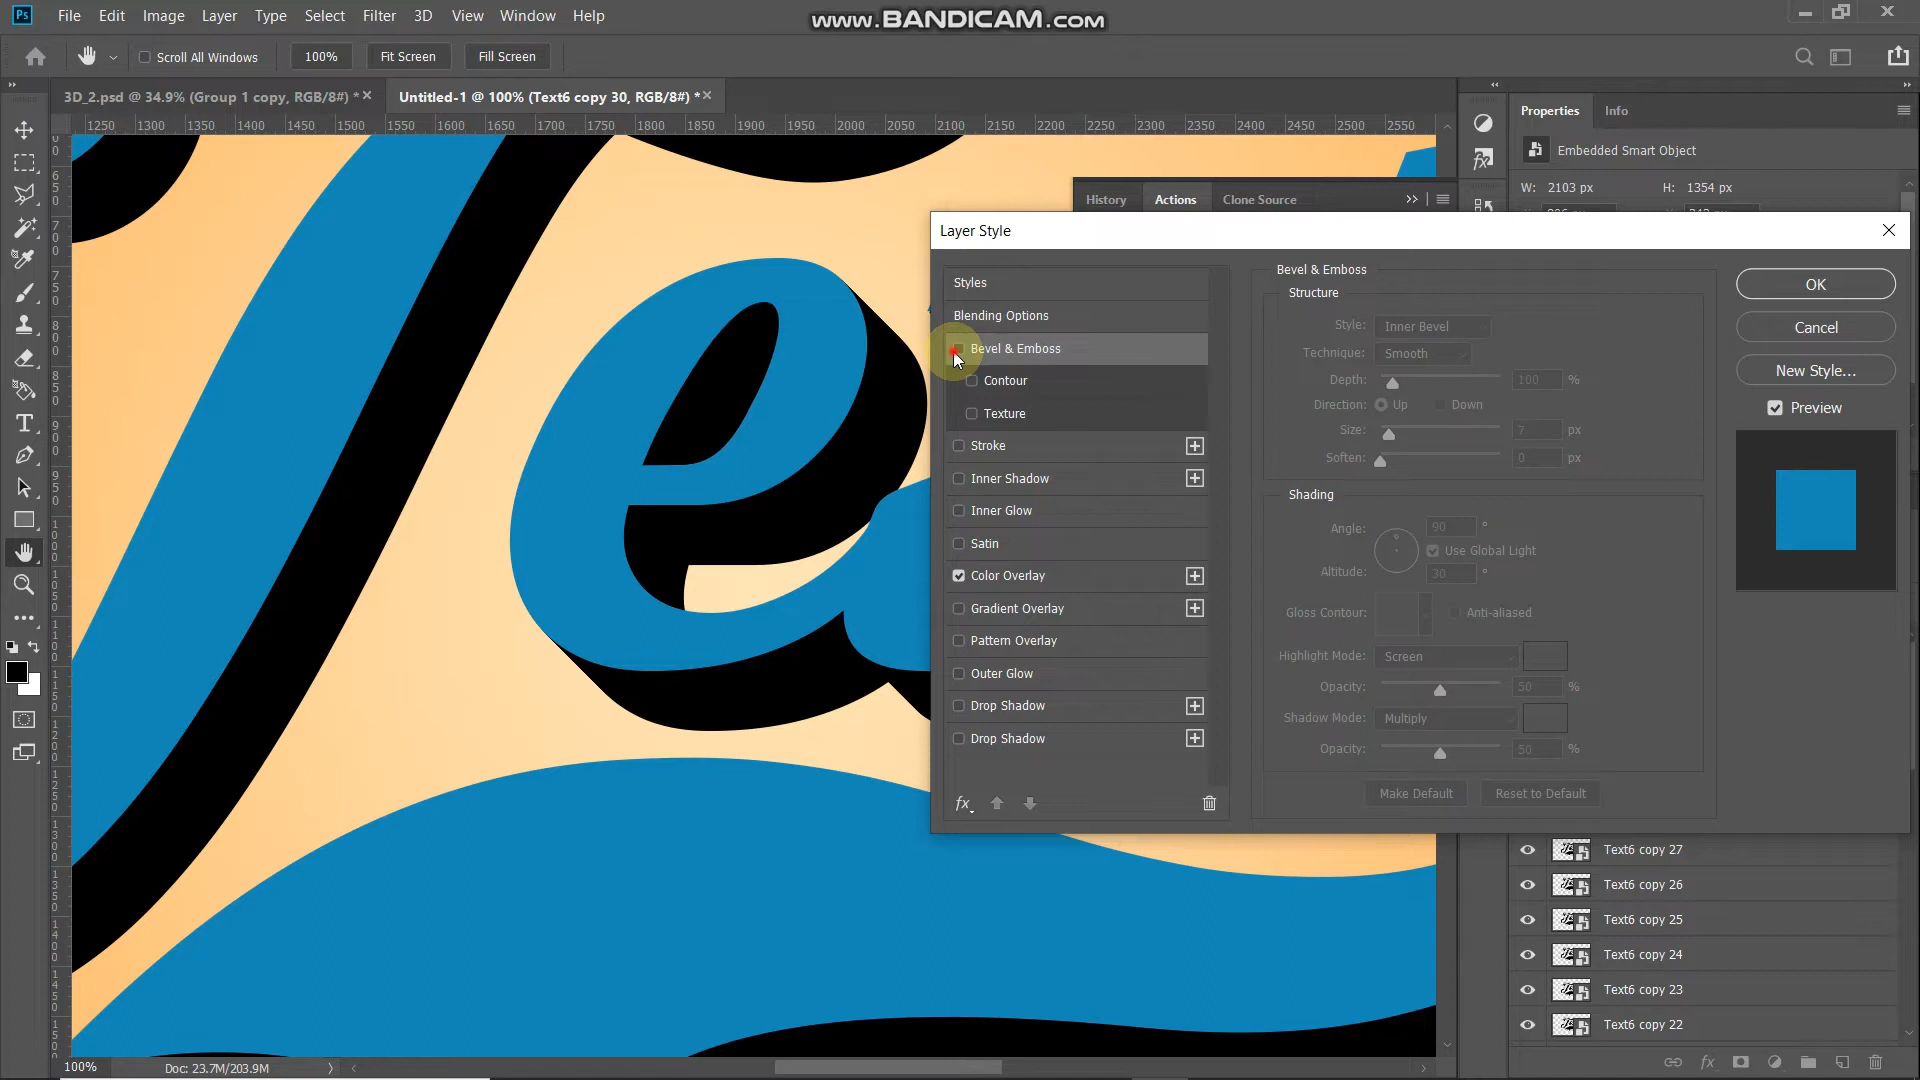 Ps File Edit Image Layer Type Select Filter 3D View Window Help
www.BANDICAM.com
Scroll All Windows 100% Fit Screen Fill Screen
3D_2.psd @ 34.9% (Group 1 copy, RGB/8#) * Untitled-1 @ 100% (Text6 copy 30, RGB/8#) *
1250 1300 1350 1400 1450 1500 1550 1600 1650 1700 1750 1800 1850 1900 1950 2000 2050 2100 2150 2200 2250 2300 2350 2400 2450 2500 2550
Properties Info
Embedded Smart Object
W: 2103 px H: 1354 px
History Actions Clone Source
Layer Style
Styles
Blending Options
Bevel & Emboss
Contour
Texture
Stroke
Inner Shadow
Inner Glow
Satin
Color Overlay
Gradient Overlay
Pattern Overlay
Outer Glow
Drop Shadow
Drop Shadow
fx
Bevel & Emboss
Structure
Style: Inner Bevel
Technique: Smooth
Depth: 100 %
Direction: Up Down
Size: 7 px
Soften: 0 px
Shading
Angle: 90 °
Use Global Light
Altitude: 30 °
Gloss Contour: Anti-aliased
Highlight Mode: Screen
Opacity: 50 %
Shadow Mode: Multiply
Opacity: 50 %
Make Default Reset to Default
OK
Cancel
New Style...
Preview
e
Text6 copy 27
Text6 copy 26
Text6 copy 25
Text6 copy 24
Text6 copy 23
Text6 copy 22
100% Doc: 23.7M/203.9M
fx